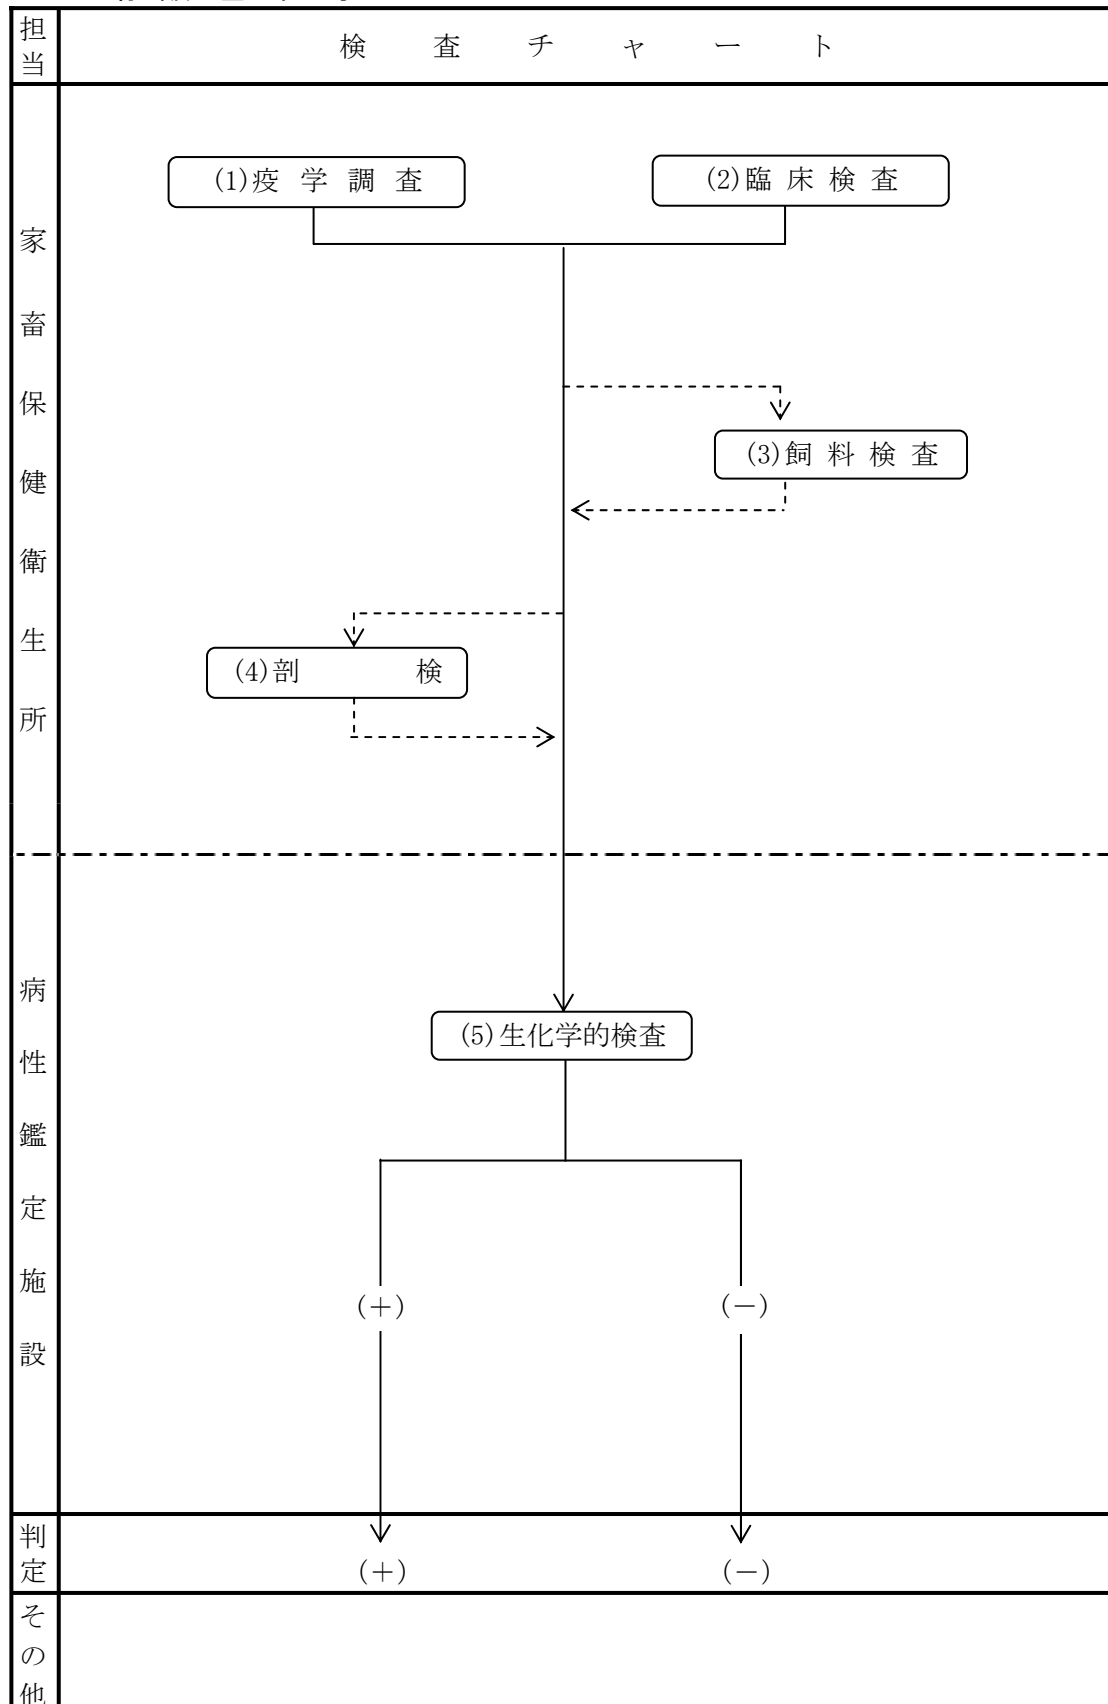 担当
検査チャート
(1)疫学調査
(2)臨床検査
家畜保健衛生所
(3)飼料検査
(4)剖検
病性鑑定施設
(5)生化学的検査
(+)
(-)
判定
(+)
(-)
その他